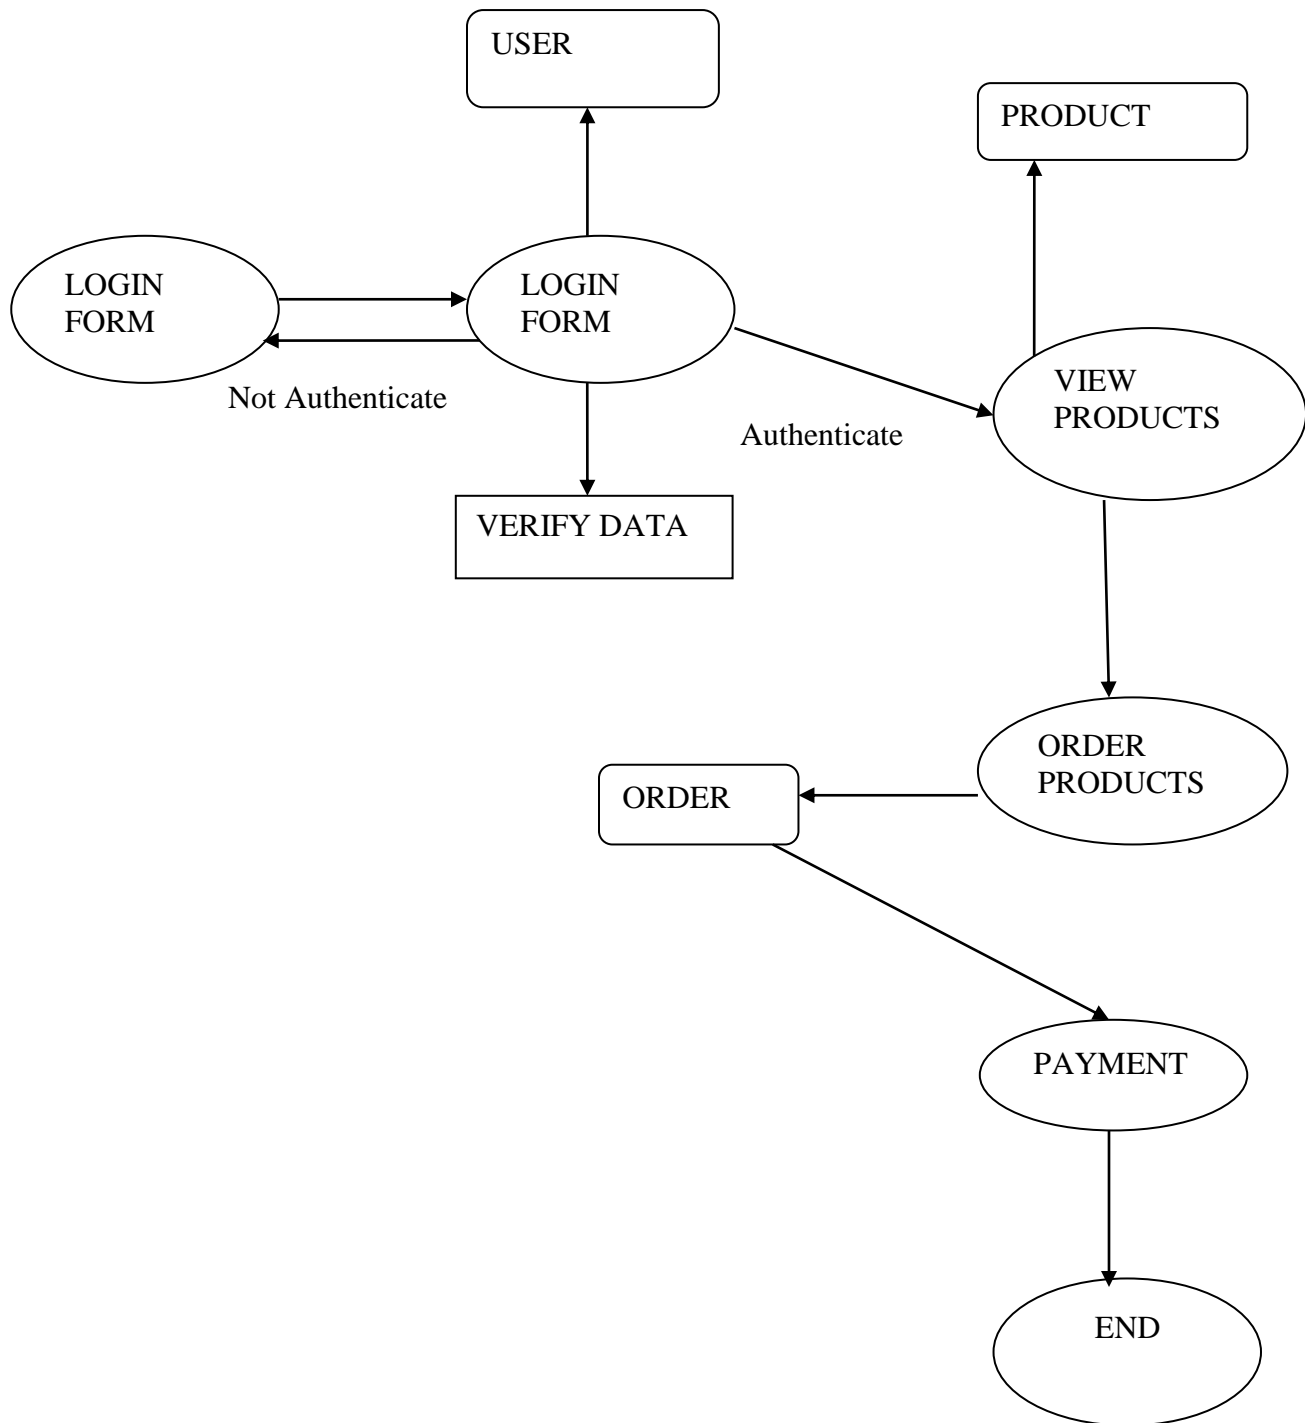 USER
PRODUCT
LOGIN
FORM
LOGIN
FORM
VIEW
PRODUCTS
Not Authenticate
Authenticate
VERIFY DATA
ORDER
PRODUCTS
ORDER
PAYMENT
END